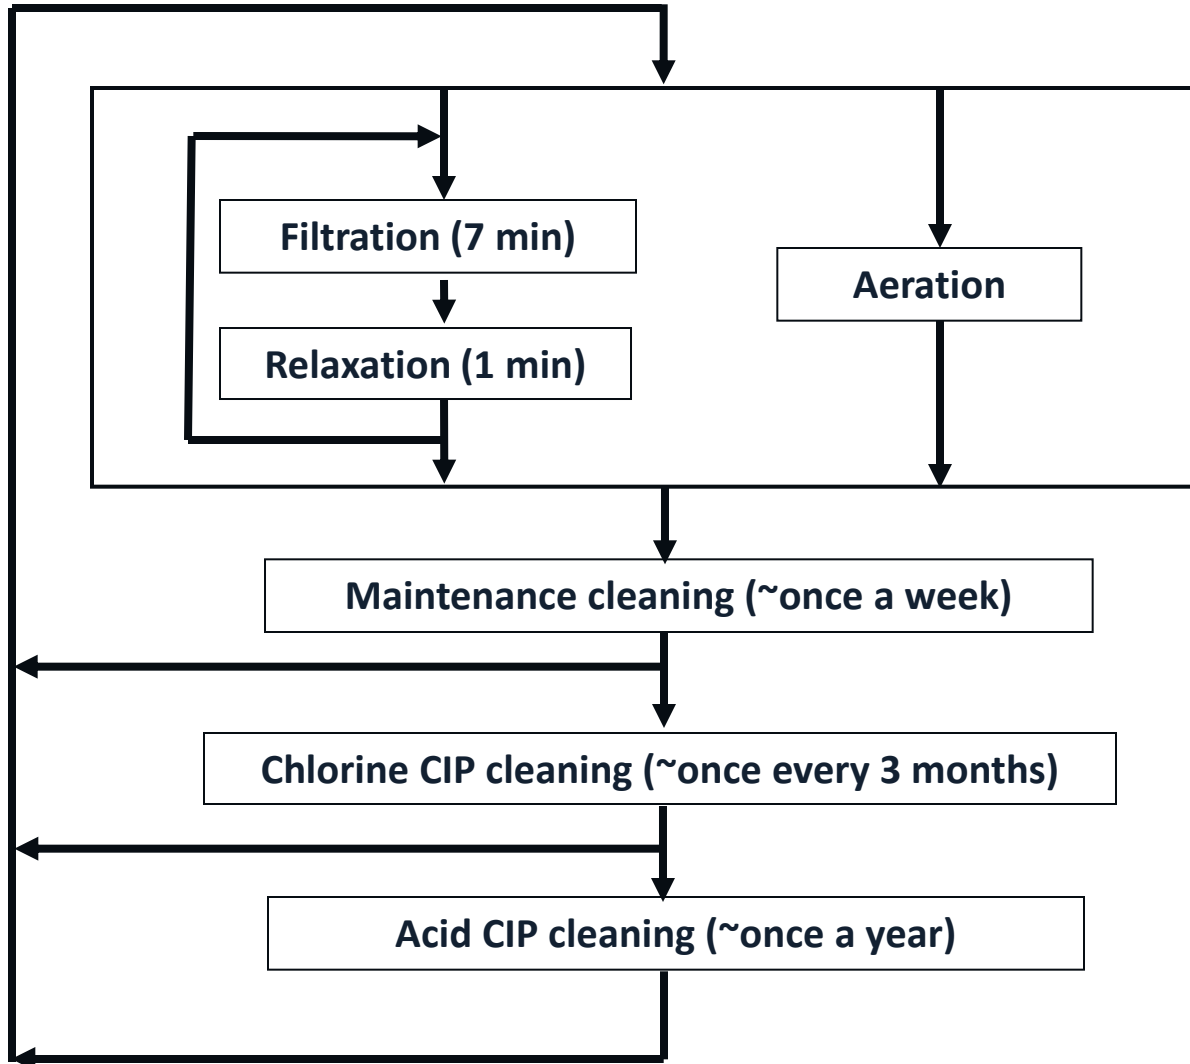 Filtration (7 min)
Aeration
Relaxation (1 min)
Maintenance cleaning (~once a week)
Chlorine CIP cleaning (~once every 3 months)
Acid CIP cleaning (~once a year)